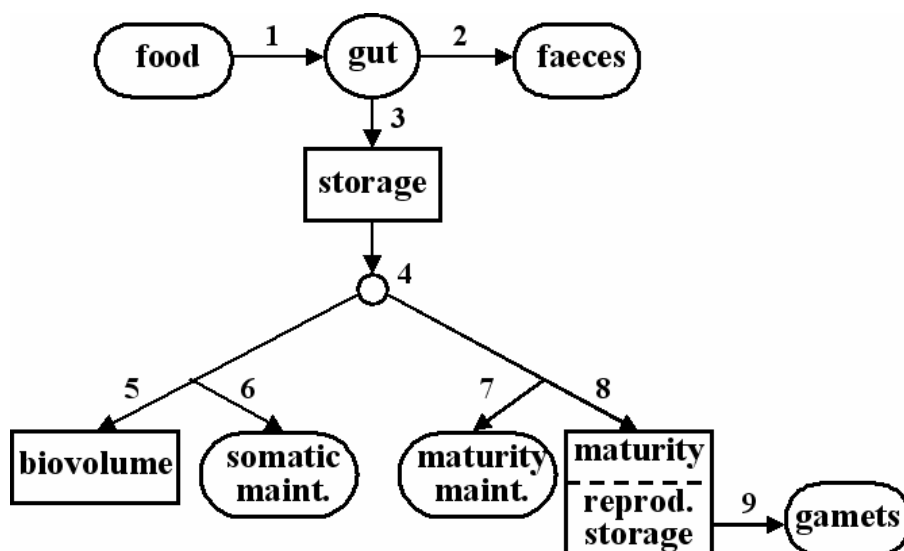 food
1
gut
2
faeces
3
storage
4
5
6
7
8
biovolume
somatic
maint.
maturity
maint.
maturity
reprod.
storage
9
gamets